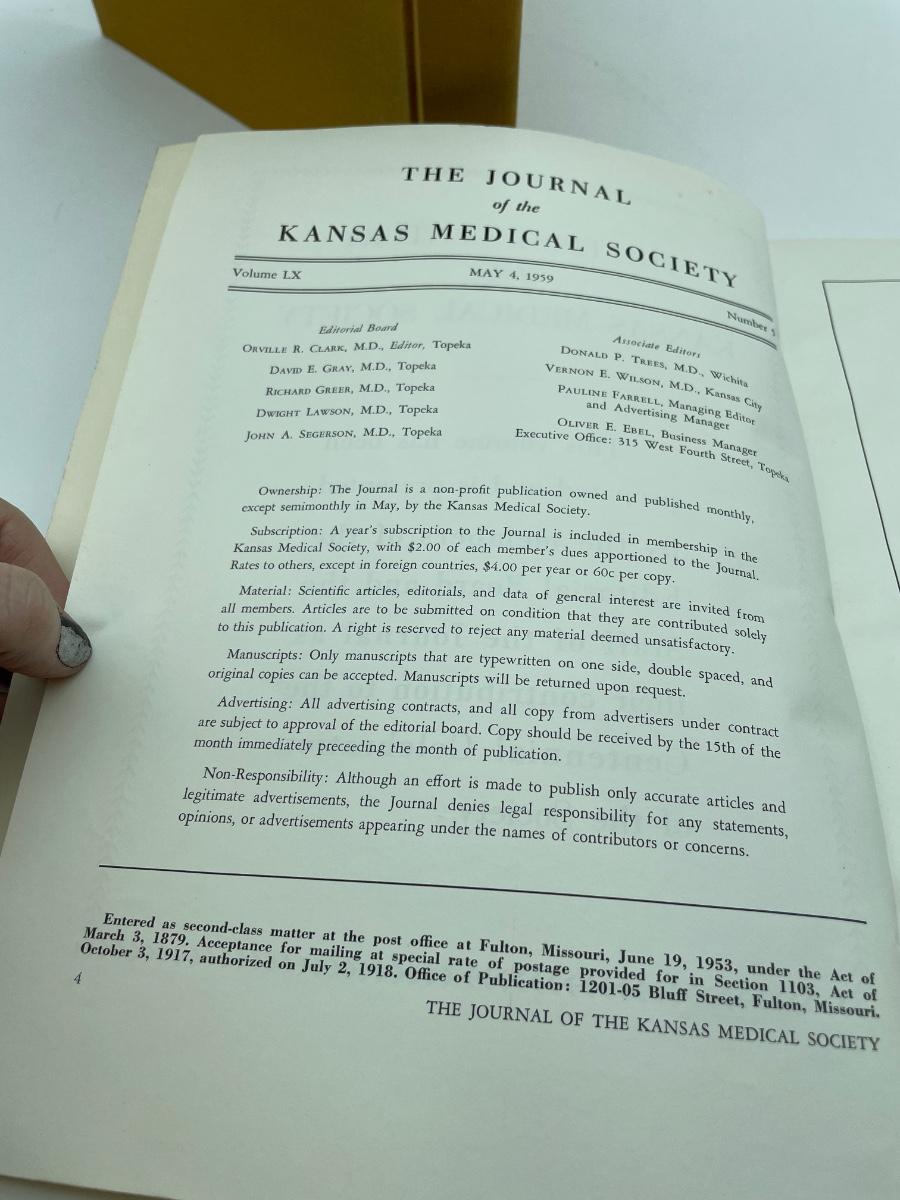 THE JOURNAL
of the
KANSAS MEDICAL SOCIETY
Volume LX MAY 4, 1959 Number 5
Editorial Board
ORVILLE R. CLARK, M.D., Editor, Topeka
DAVID E. GRAY, M.D., Topeka
RICHARD GREER, M.D., Topeka
DWIGHT LAWSON, M.D., Topeka
JOHN A. SEGERSON, M.D., Topeka
Associate Editors
DONALD P. TREES, M.D., Wichita
VERNON E. WILSON, M.D., Kansas City
PAULINE FARRELL, Managing Editor
and Advertising Manager
OLIVER E. EBEL, Business Manager
Executive Office: 315 West Fourth Street, Topeka
Ownership: The Journal is a non-profit publication owned and published monthly,
except semimonthly in May, by the Kansas Medical Society.
Subscription: A year's subscription to the Journal is included in membership in the
Kansas Medical Society, with $2.00 of each member's dues apportioned to the Journal.
Rates to others, except in foreign countries, $4.00 per year or 60c per copy.
Material: Scientific articles, editorials, and data of general interest are invited from
all members. Articles are to be submitted on condition that they are contributed solely
to this publication. A right is reserved to reject any material deemed unsatisfactory.
Manuscripts: Only manuscripts that are typewritten on one side, double spaced, and
original copies can be accepted. Manuscripts will be returned upon request.
Advertising: All advertising contracts, and all copy from advertisers under contract
are subject to approval of the editorial board. Copy should be received by the 15th of the
month immediately preceeding the month of publication.
Non-Responsibility: Although an effort is made to publish only accurate articles and
legitimate advertisements, the Journal denies legal responsibility for any statements,
opinions, or advertisements appearing under the names of contributors or concerns.
Entered as second-class matter at the post office at Fulton, Missouri, June 19, 1953, under the Act of
March 3, 1879. Acceptance for mailing at special rate of postage provided for in Section 1103, Act of
October 3, 1917, authorized on July 2, 1918. Office of Publication: 1201-05 Bluff Street, Fulton, Missouri.
4
THE JOURNAL OF THE KANSAS MEDICAL SOCIETY